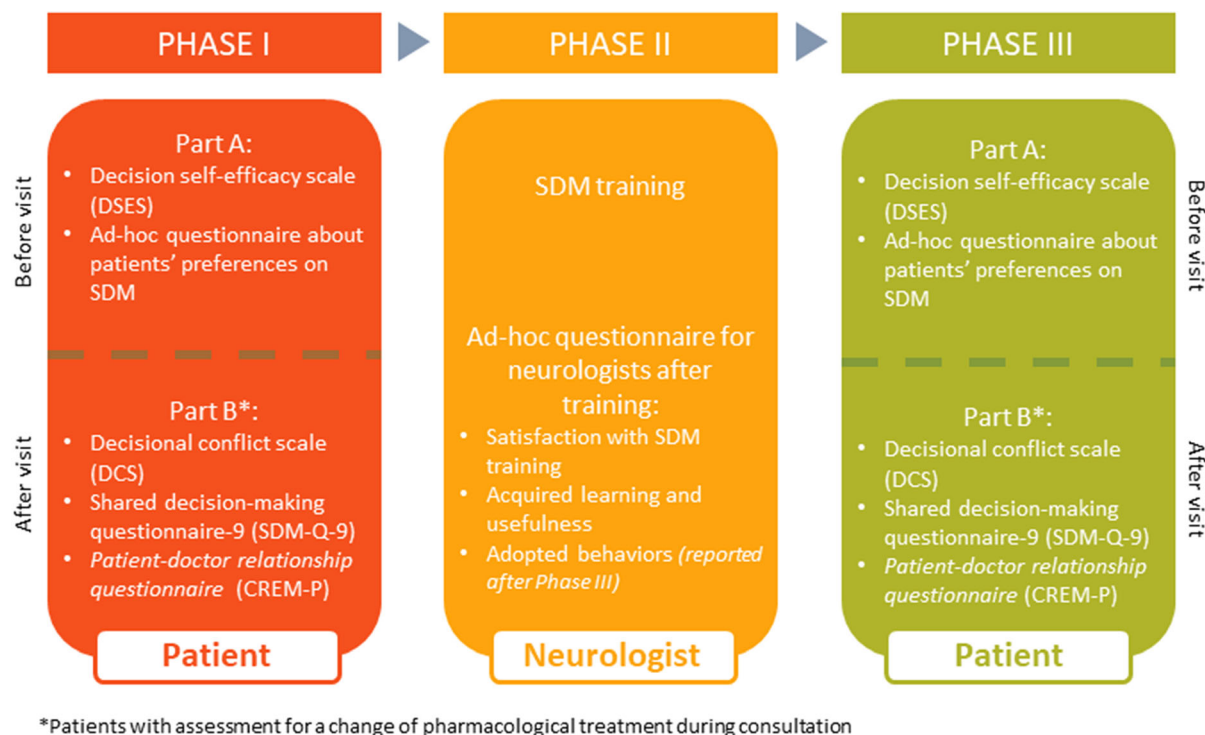 PHASE I
PHASE II
PHASE III
Before visit
Part A:
• Decision self-efficacy scale
(DSES)
• Ad-hoc questionnaire about
patients' preferences on
SDM
After visit
Part B*:
• Decisional conflict scale
(DCS)
• Shared decision-making
questionnaire-9 (SDM-Q-9)
• Patient-doctor relationship
questionnaire (CREM-P)
Patient
SDM training
Ad-hoc questionnaire for
neurologists after
training:
• Satisfaction with SDM
training
• Acquired learning and
usefulness
• Adopted behaviors (reported
after Phase III)
Neurologist
Part A:
• Decision self-efficacy scale
(DSES)
• Ad-hoc questionnaire about
patients' preferences on
SDM
Before visit
Part B*:
• Decisional conflict scale
(DCS)
• Shared decision-making
questionnaire-9 (SDM-Q-9)
• Patient-doctor relationship
questionnaire (CREM-P)
After visit
Patient
*Patients with assessment for a change of pharmacological treatment during consultation